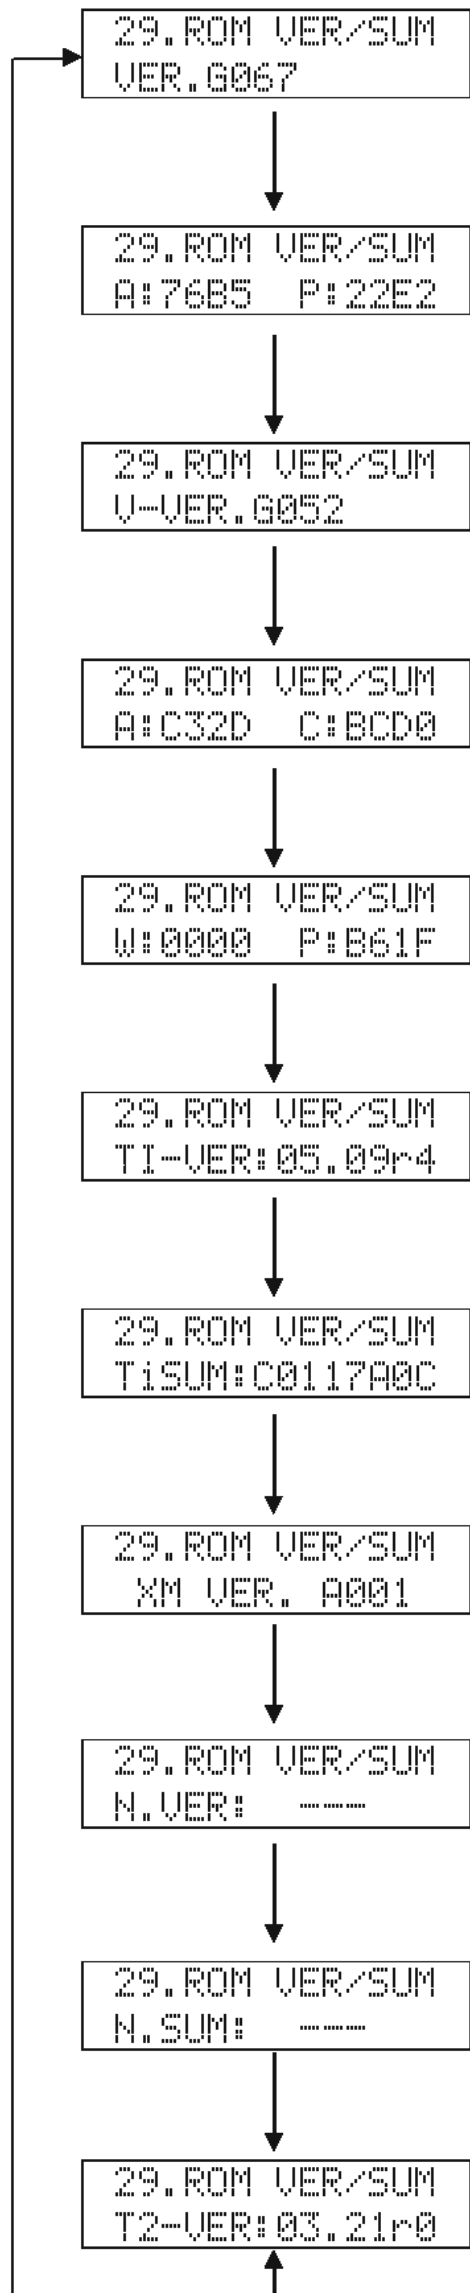 29.ROM VER/SUM
VER.G067
29.ROM VER/SUM
A:76B5 P:22E2
29.ROM VER/SUM
V-VER.G052
29.ROM VER/SUM
A:C32D C:BCD0
29.ROM VER/SUM
W:0000 P:B61F
29.ROM VER/SUM
TI-VER:05.09r4
29.ROM VER/SUM
TiSUM:C0117A0C
29.ROM VER/SUM
XM VER. A001
29.ROM VER/SUM
N.VER: ---
29.ROM VER/SUM
N.SUM: ---
29.ROM VER/SUM
T2-VER:03.21r0